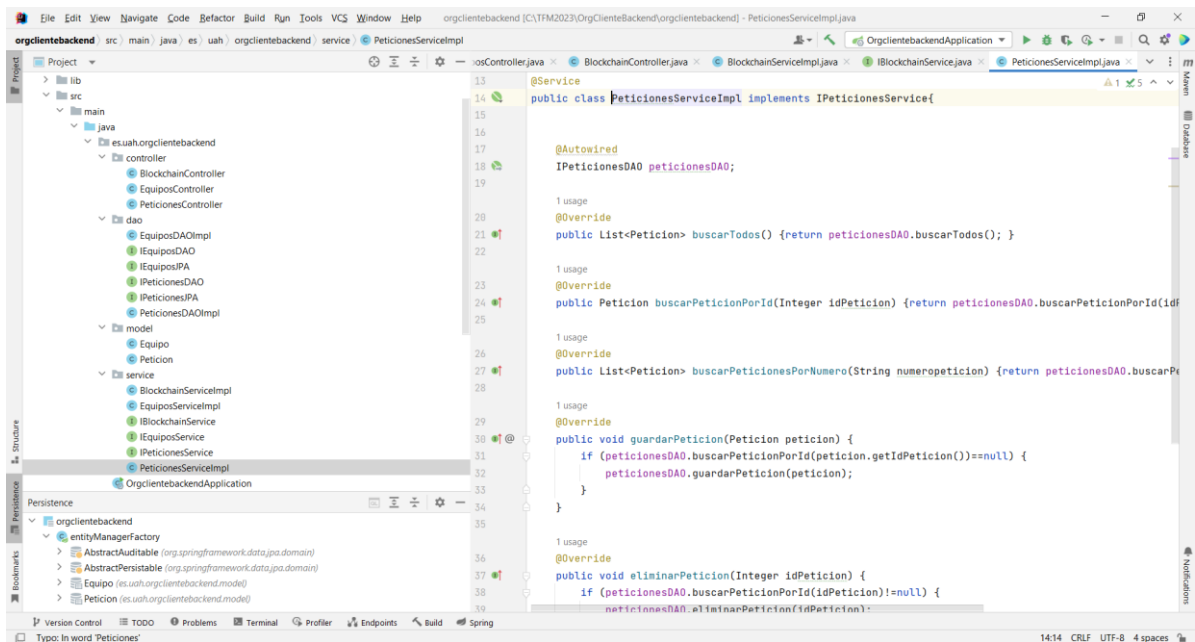 File Edit View Navigate Code Refactor Build Run Tools VCS Window Help orgclientebackend [C:\TFM2023\OrgClienteBackend\orgclientebackend] - PeticionesServiceImpl.java
orgclientebackend src main java es uah orgclientebackend service PeticionesServiceImpl OrgclientebackendApplication
Project
osController.java BlockchainController.java BlockchainServiceImpl.java IBlockchainService.java PeticionesServiceImpl.java
Project
Maven
Database
Notifications
Structure
Persistence
Bookmarks
lib
src
main
java
es.uah.orgclientebackend
controller
BlockchainController
EquiposController
PeticionesController
dao
EquiposDAOImpl
IEquiposDAO
IEquiposJPA
IPeticionesDAO
IPeticionesJPA
PeticionesDAOImpl
model
Equipo
Peticion
service
BlockchainServiceImpl
EquiposServiceImpl
IBlockchainService
IEquiposService
IPeticionesService
PeticionesServiceImpl
OrgclientebackendApplication
Persistence
orgclientebackend
entityManagerFactory
AbstractAuditable (org.springframework.data.jpa.domain)
AbstractPersistable (org.springframework.data.jpa.domain)
Equipo (es.uah.orgclientebackend.model)
Peticion (es.uah.orgclientebackend.model)
1 5
13 @Service
14 public class PeticionesServiceImpl implements IPeticionesService{
15
16
17 @Autowired
18 IPeticionesDAO peticionesDAO;
19
1 usage
20 @Override
21 public List<Peticion> buscarTodos() {return peticionesDAO.buscarTodos(); }
22
1 usage
23 @Override
24 public Peticion buscarPeticionPorId(Integer idPeticion) {return peticionesDAO.buscarPeticionPorId(idP
25
1 usage
26 @Override
27 public List<Peticion> buscarPeticionesPorNumero(String numeropeticion) {return peticionesDAO.buscarPe
28
1 usage
29 @Override
30 @ public void guardarPeticion(Peticion peticion) {
31 if (peticionesDAO.buscarPeticionPorId(peticion.getIdPeticion())==null) {
32 peticionesDAO.guardarPeticion(peticion);
33 }
34 }
35
1 usage
36 @Override
37 public void eliminarPeticion(Integer idPeticion) {
38 if (peticionesDAO.buscarPeticionPorId(idPeticion)!=null) {
39 peticionesDAO.eliminarPeticion(idPeticion);
Version Control TODO Problems Terminal Profiler Endpoints Build Spring
Typo: In word 'Peticiones' 14:14 CRLF UTF-8 4 spaces